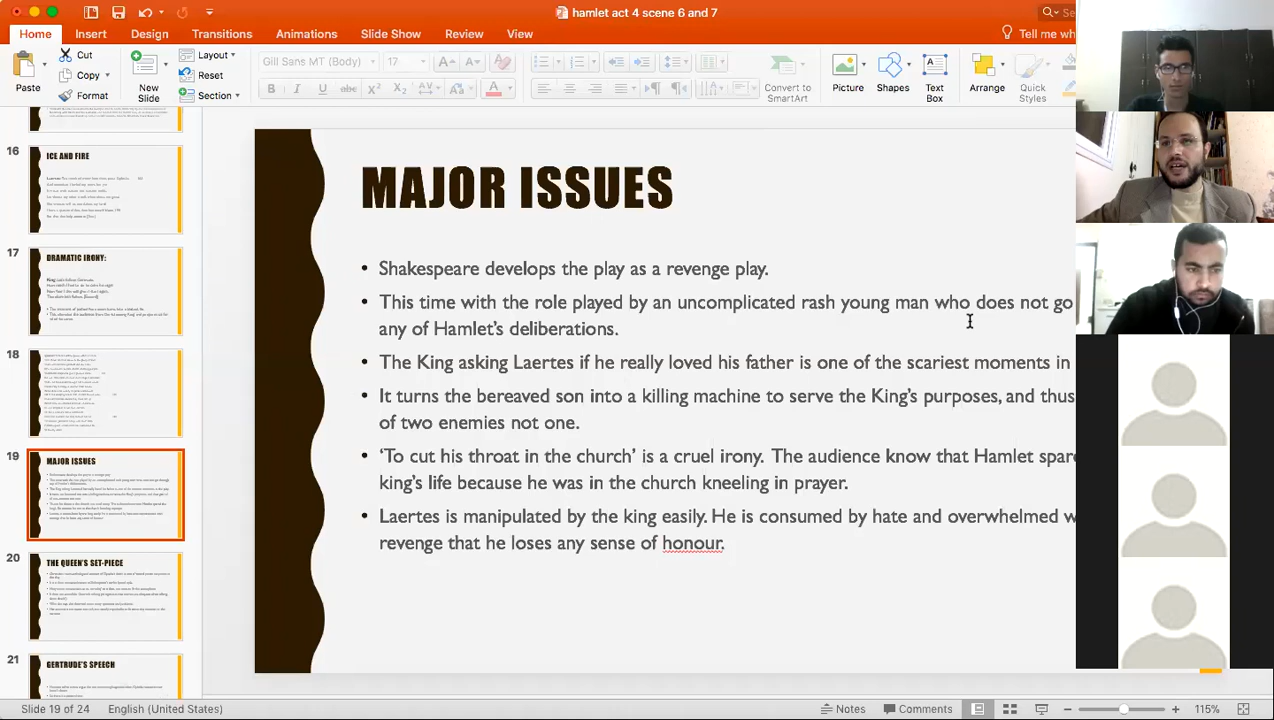 hamlet act 4 scene 6 and 7
Se
Home Insert Design Transitions Animations Slide Show Review View Tell me wh
Cut
Copy
Format
Paste
New Slide
Layout
Reset
Section
Gill Sans MT (Body) 17
Convert to SmartArt
Picture
Shapes
Text Box
Arrange
Quick Styles
16
ICE AND FIRE
17
DRAMATIC IRONY:
18
19
MAJOR ISSUES
20
THE QUEEN'S SET-PIECE
21
GERTRUDE'S SPEECH
MAJOR ISSUES
• Shakespeare develops the play as a revenge play.
• This time with the role played by an uncomplicated rash young man who does not go
any of Hamlet's deliberations.
• The King asking Laertes if he really loved his father is one of the scariest moments in
• It turns the bereaved son into a killing machine to serve the King's purposes, and thus
of two enemies not one.
• 'To cut his throat in the church' is a cruel irony. The audience know that Hamlet spare
king's life because he was in the church kneeling in prayer.
• Laertes is manipulated by the king easily. He is consumed by hate and overwhelmed w
revenge that he loses any sense of honour.
Slide 19 of 24 English (United States) Notes Comments 115%